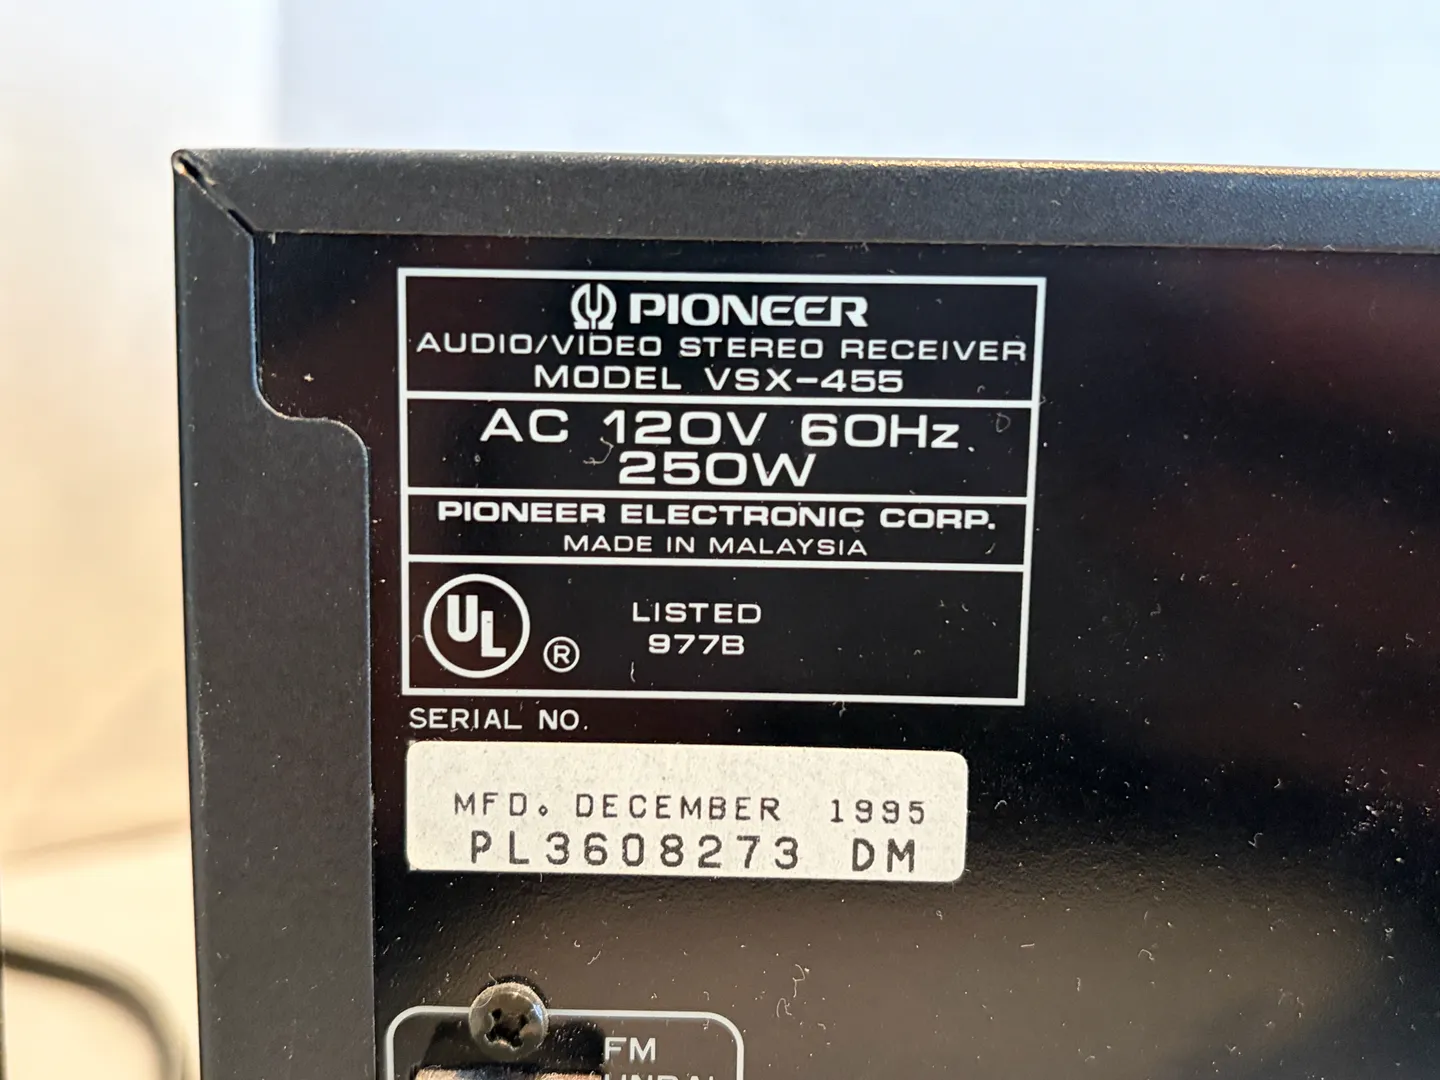 PIONEER
AUDIO/VIDEO STEREO RECEIVER
MODEL VSX-455
AC 120V 60Hz
250W
PIONEER ELECTRONIC CORP.
MADE IN MALAYSIA
UL ® LISTED
977B
SERIAL NO.
MFD. DECEMBER 1995
PL3608273 DM
FM